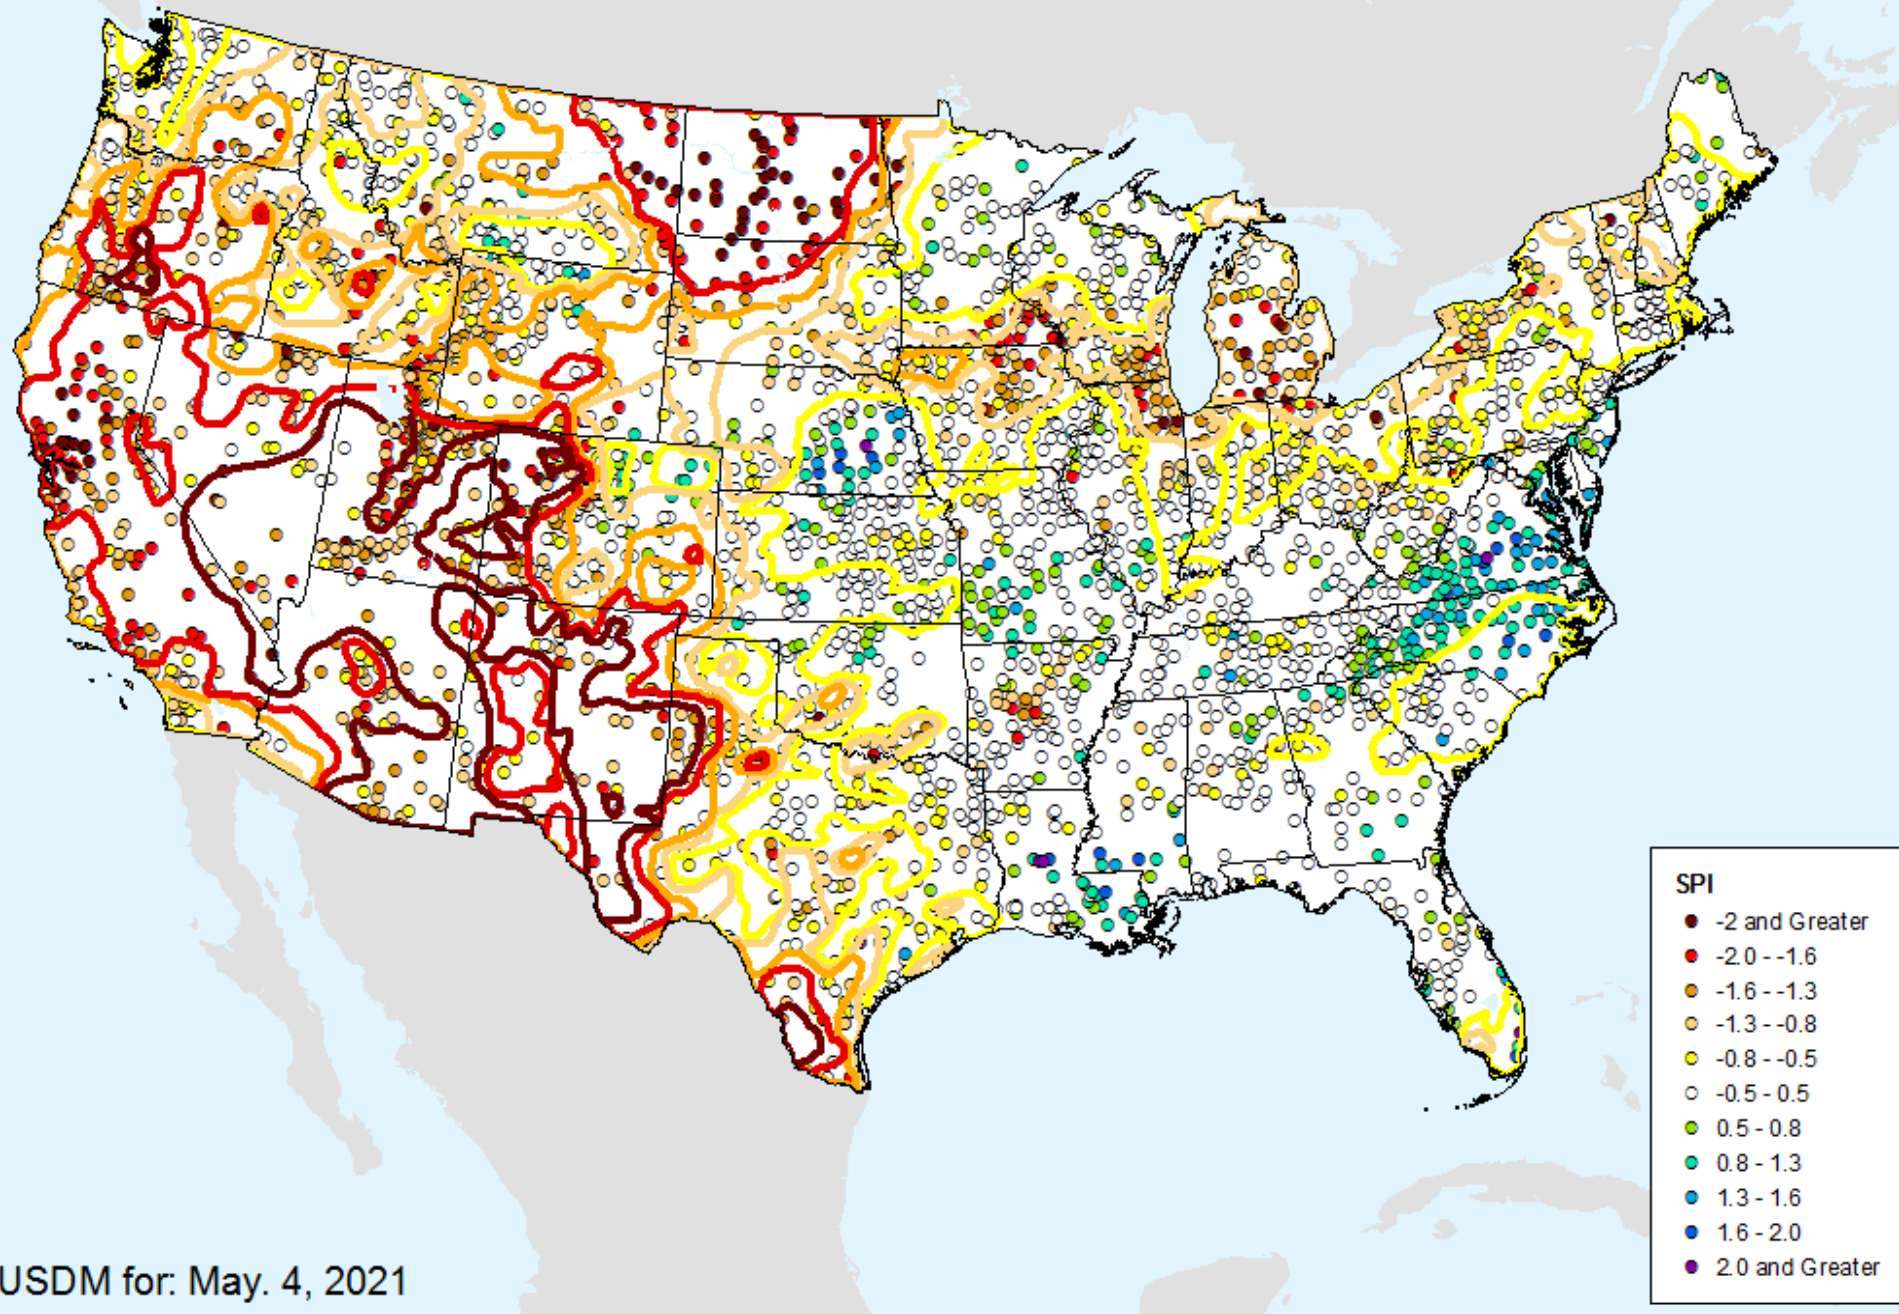 SPI
-2 and Greater
-2.0 - -1.6
-1.6 - -1.3
-1.3 - -0.8
-0.8 - -0.5
-0.5 - 0.5
0.5 - 0.8
0.8 - 1.3
1.3 - 1.6
1.6 - 2.0
2.0 and Greater
USDM for: May. 4, 2021